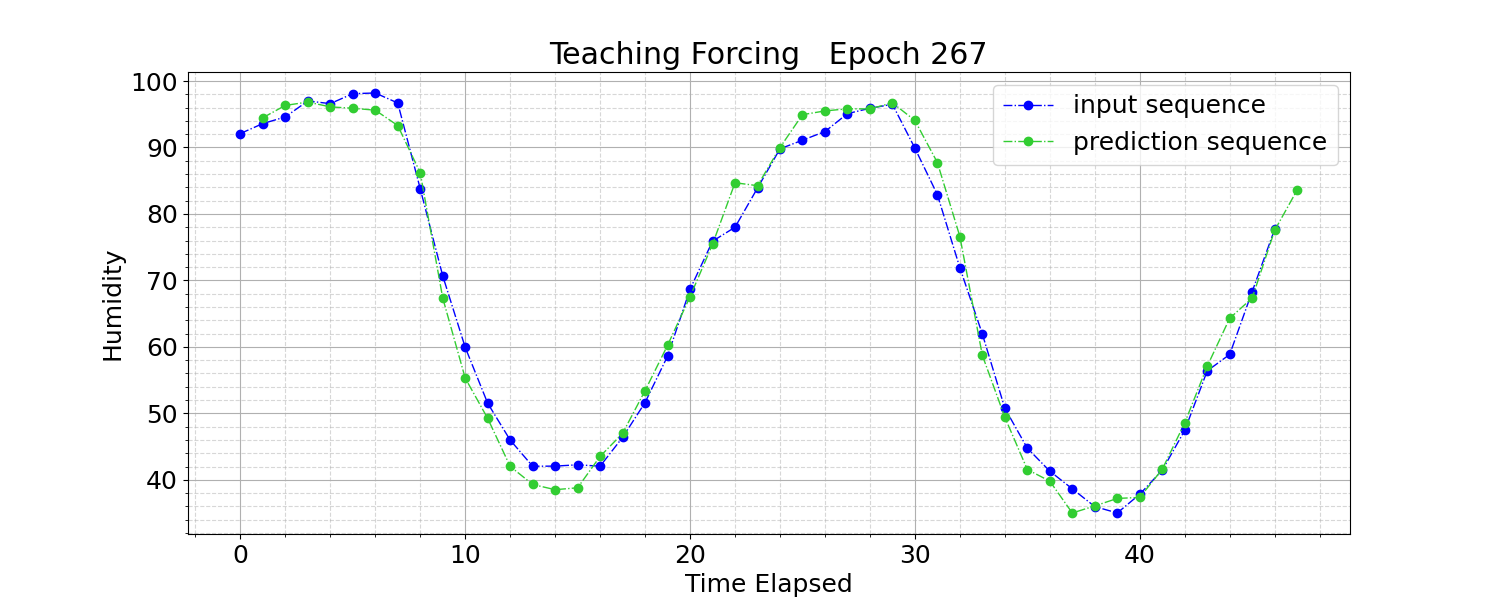 Teaching Forcing   Epoch 267
100
90
80
70
60
50
40
Humidity
input sequence
prediction sequence
0 10 20 30 40
Time Elapsed